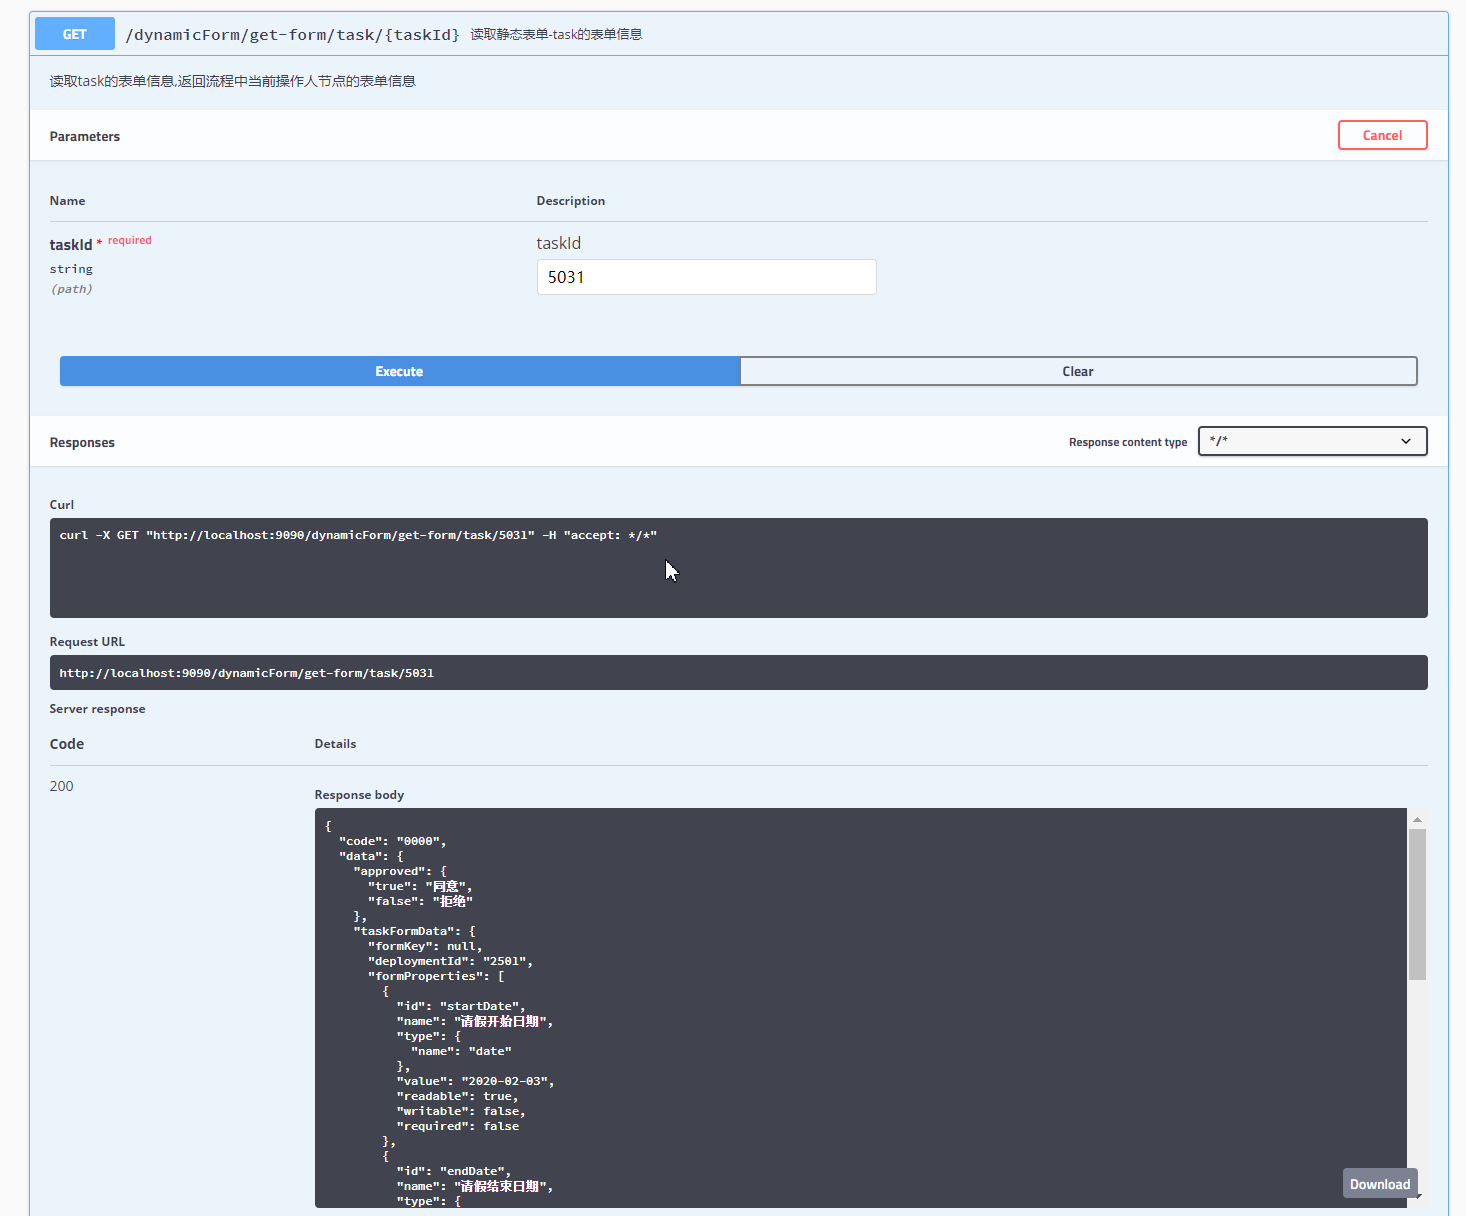 GET /dynamicForm/get-form/task/{taskId} 读取静态表单-task的表单信息
读取task的表单信息,返回流程中当前操作人节点的表单信息
Parameters Cancel
Name Description
taskId * required taskId
string 5031
(path)
Execute Clear
Responses Response content type */*
Curl
curl -X GET "http://localhost:9090/dynamicForm/get-form/task/5031" -H "accept: */*"
Request URL
http://localhost:9090/dynamicForm/get-form/task/5031
Server response
Code Details
200
Response body
{
"code": "0000",
"data": {
"approved": {
"true": "同意",
"false": "拒绝"
},
"taskFormData": {
"formKey": null,
"deploymentId": "2501",
"formProperties": [
{
"id": "startDate",
"name": "请假开始日期",
"type": {
"name": "date"
},
"value": "2020-02-03",
"readable": true,
"writable": false,
"required": false
},
{
"id": "endDate",
"name": "请假结束日期",
"type": {
Download